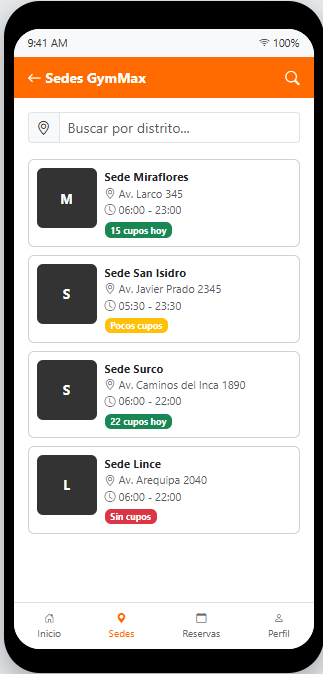 9:41 AM 100%
Sedes GymMax
Buscar por distrito...
M
Sede Miraflores
Av. Larco 345
06:00 - 23:00
15 cupos hoy
S
Sede San Isidro
Av. Javier Prado 2345
05:30 - 23:30
Pocos cupos
S
Sede Surco
Av. Caminos del Inca 1890
06:00 - 22:00
22 cupos hoy
L
Sede Lince
Av. Arequipa 2040
06:00 - 22:00
Sin cupos
Inicio Sedes Reservas Perfil